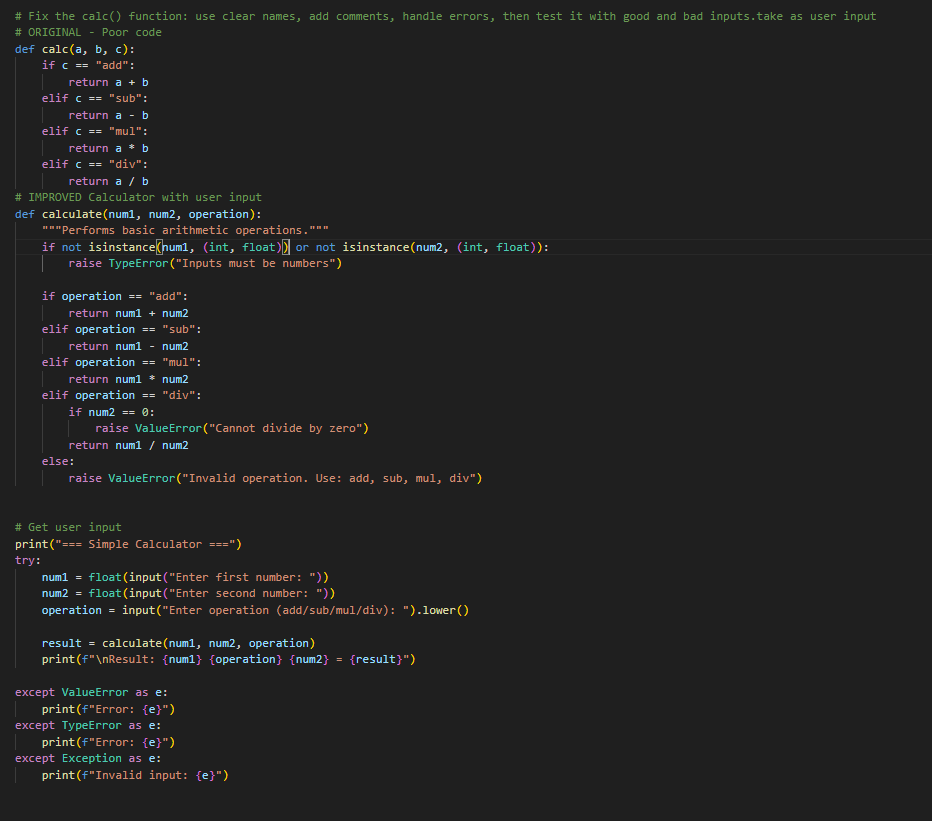 # Fix the calc() function: use clear names, add comments, handle errors, then test it with good and bad inputs.take as user input
# ORIGINAL - Poor code
def calc(a, b, c):
    if c == "add":
        return a + b
    elif c == "sub":
        return a - b
    elif c == "mul":
        return a * b
    elif c == "div":
        return a / b
# IMPROVED Calculator with user input
def calculate(num1, num2, operation):
    """Performs basic arithmetic operations."""
    if not isinstance(num1, (int, float)) or not isinstance(num2, (int, float)):
        raise TypeError("Inputs must be numbers")

    if operation == "add":
        return num1 + num2
    elif operation == "sub":
        return num1 - num2
    elif operation == "mul":
        return num1 * num2
    elif operation == "div":
        if num2 == 0:
            raise ValueError("Cannot divide by zero")
        return num1 / num2
    else:
        raise ValueError("Invalid operation. Use: add, sub, mul, div")


# Get user input
print("=== Simple Calculator ===")
try:
    num1 = float(input("Enter first number: "))
    num2 = float(input("Enter second number: "))
    operation = input("Enter operation (add/sub/mul/div): ").lower()

    result = calculate(num1, num2, operation)
    print(f"\nResult: {num1} {operation} {num2} = {result}")

except ValueError as e:
    print(f"Error: {e}")
except TypeError as e:
    print(f"Error: {e}")
except Exception as e:
    print(f"Invalid input: {e}")